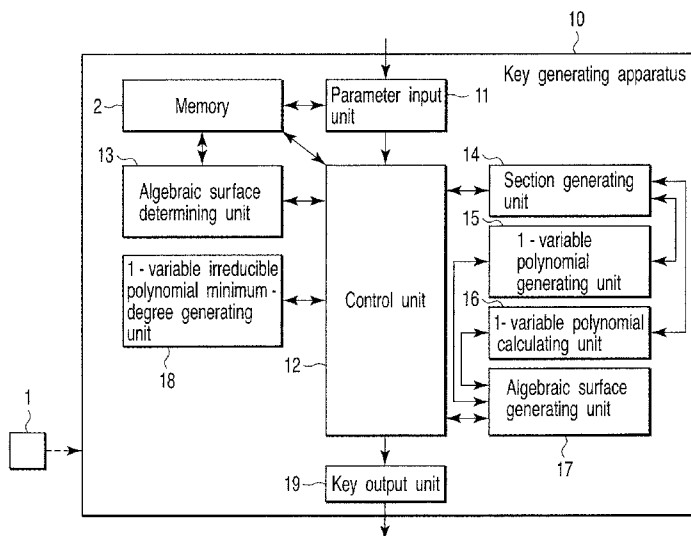 10
Key generating apparatus
2
Memory
Parameter input
unit
11
13
Algebraic surface
determining unit
14
Section generating
unit
15
1 - variable
polynomial
generating unit
1 - variable irreducible
polynomial minimum -
degree generating
unit
18
Control unit
12
16
1- variable polynomial
calculating unit
Algebraic surface
generating unit
17
1
19
Key output unit